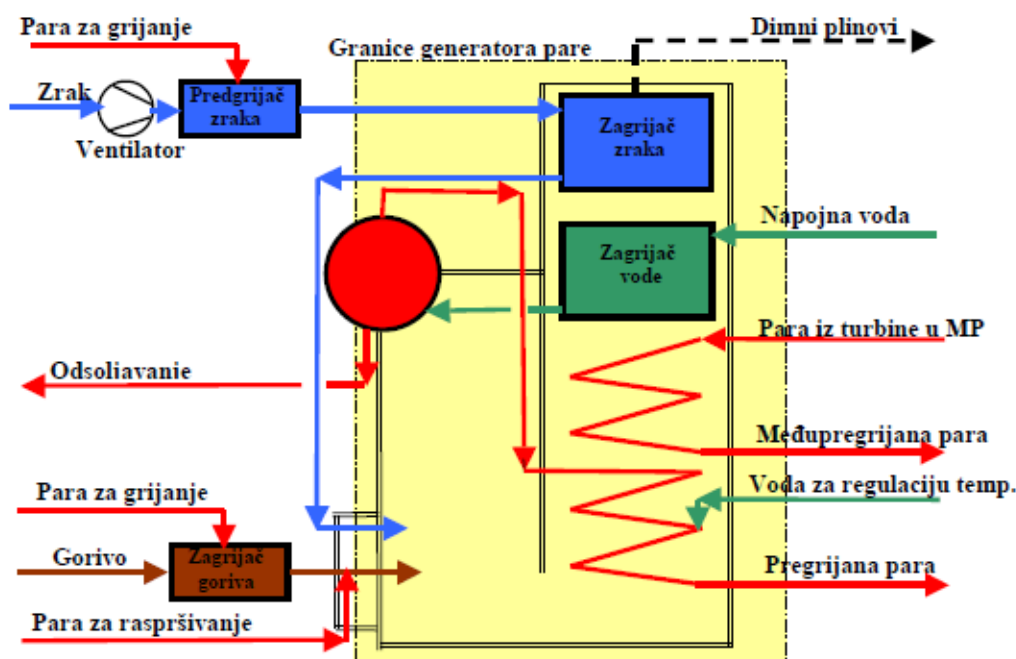 Para za grijanje
Granice generatora pare
Dimni plinovi
Zrak
Predgrijač
zraka
Ventilator
Zagrijač
zraka
Napojna voda
Zagrijač
vode
Para iz turbine u MP
Odsoliavanje
Međupregrijana para
Para za grijanje
Voda za regulaciju temp.
Gorivo
Zagrijač
goriva
Pregrijana para
Para za raspršivanje